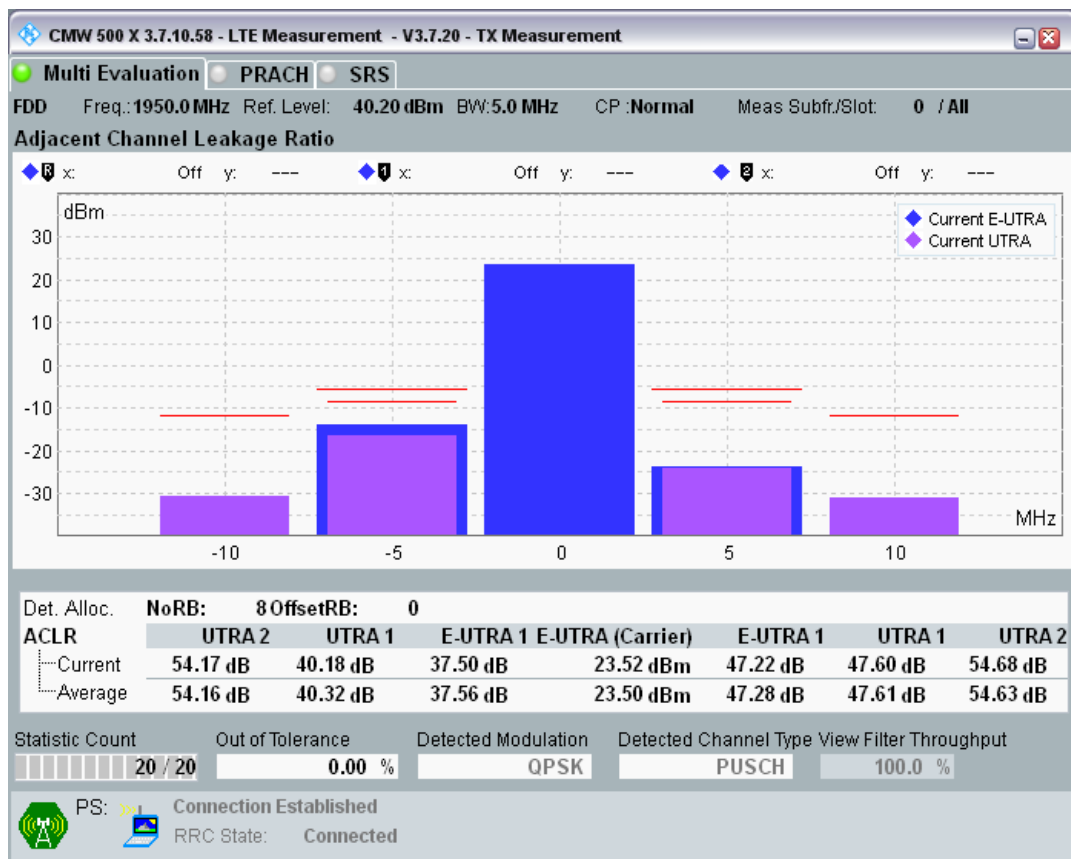 CMW 500 X 3.7.10.58 - LTE Measurement - V3.7.20 - TX Measurement
Multi Evaluation PRACH SRS
FDD Freq.:1950.0 MHz Ref. Level: 40.20 dBm BW:5.0 MHz CP :Normal Meas Subfr./Slot: 0 / All
Adjacent Channel Leakage Ratio
R x: Off y: --- 1 x: Off y: --- 2 x: Off y: ---
dBm
Current E-UTRA
Current UTRA
30
20
10
0
-10
-20
-30
MHz
-10 -5 0 5 10
Det. Alloc. NoRB: 8 OffsetRB: 0
ACLR UTRA 2 UTRA 1 E-UTRA 1 E-UTRA (Carrier) E-UTRA 1 UTRA 1 UTRA 2
Current 54.17 dB 40.18 dB 37.50 dB 23.52 dBm 47.22 dB 47.60 dB 54.68 dB
Average 54.16 dB 40.32 dB 37.56 dB 23.50 dBm 47.28 dB 47.61 dB 54.63 dB
Statistic Count Out of Tolerance Detected Modulation Detected Channel Type View Filter Throughput
20 / 20 0.00 % QPSK PUSCH 100.0 %
PS: Connection Established
RRC State: Connected